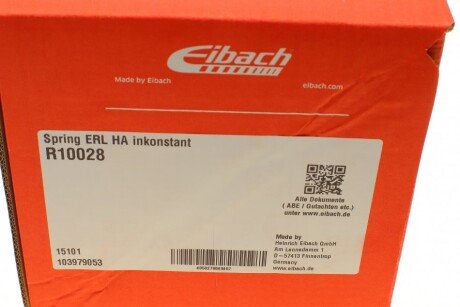 Eibach
Made by Eibach
eibach.com
Spring ERL HA inkonstant
R10028
Alle Dokumente
( ABE / Gutachten etc.)
unter www.eibach.de
15101
103979053
Made by
Heinrich Eibach GmbH
Am Lennedamm 1
D-57413 Finnentrop
Germany
www.eibach.de